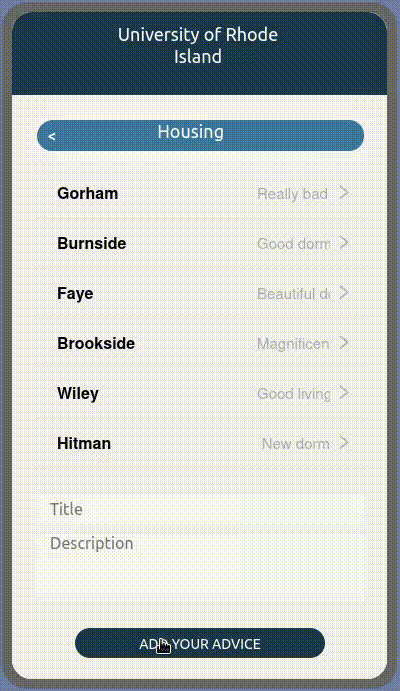 University of Rhode
Island
< Housing
Gorham Really bad >
Burnside Good dorm >
Faye Beautiful >
Brookside Magnificen >
Wiley Good living >
Hitman New dorm >
Title
Description
ADD YOUR ADVICE